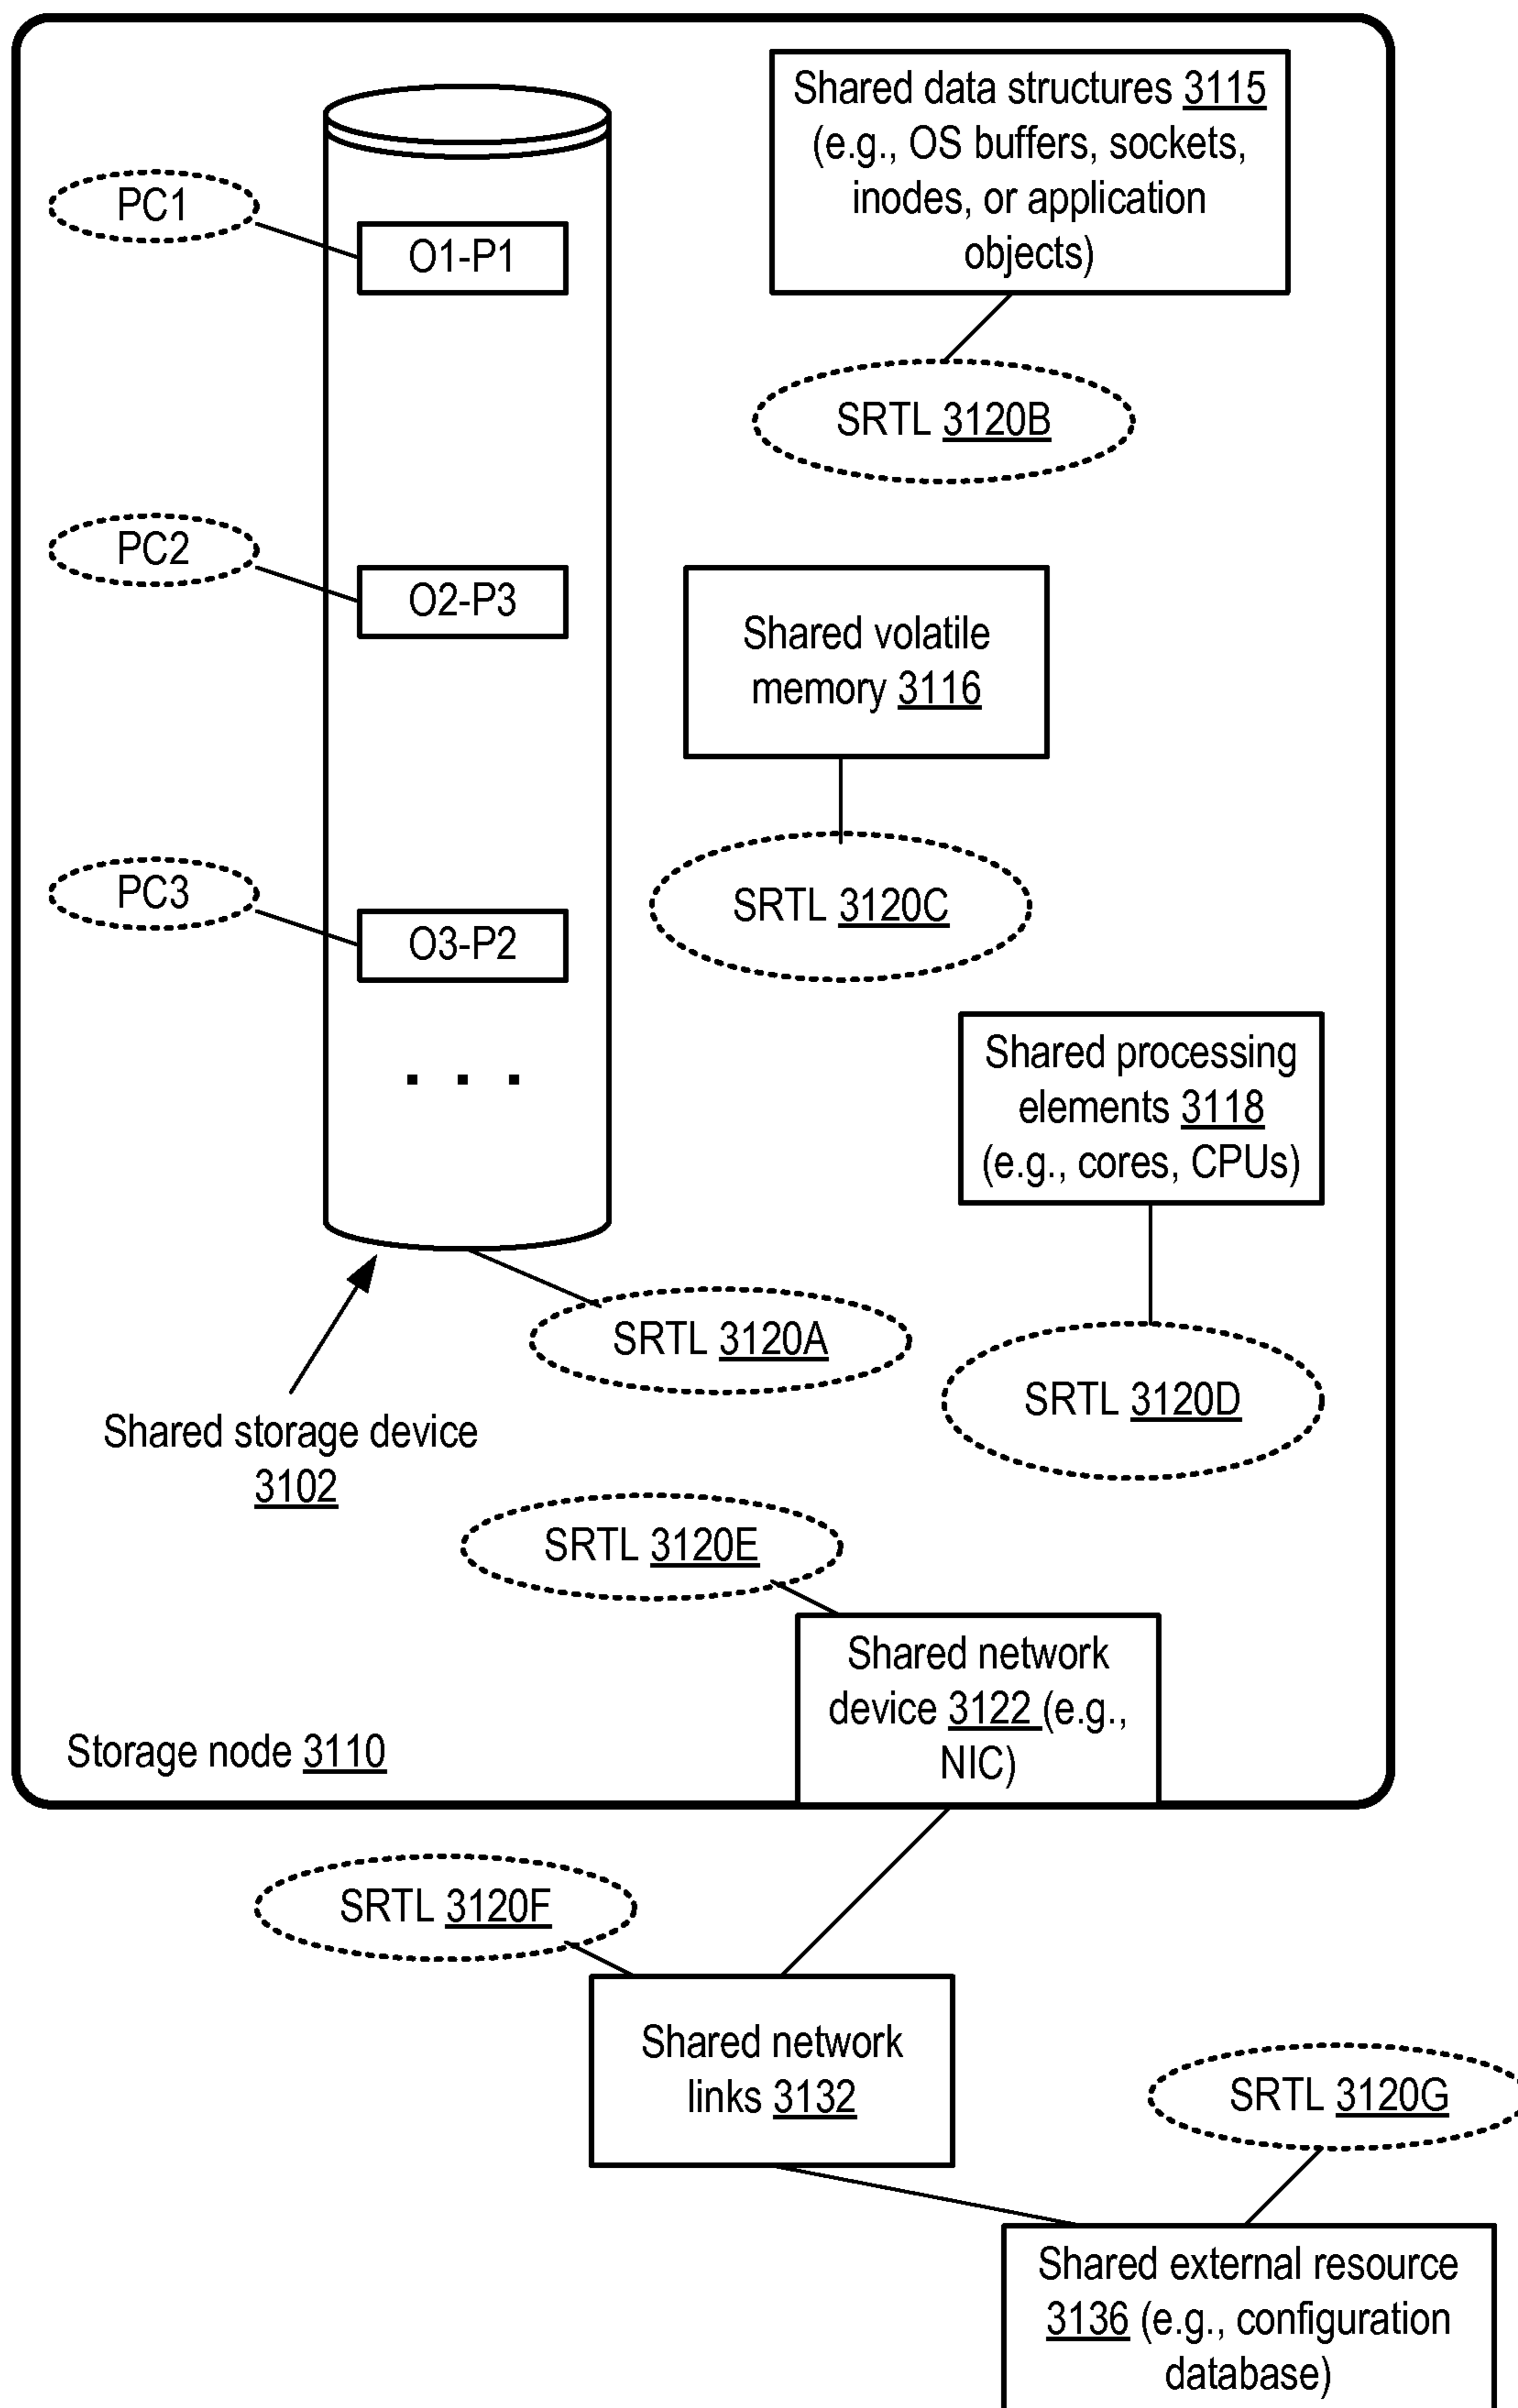 Shared data structures 3115
(e.g., OS buffers, sockets,
inodes, or application
objects)
PC1
O1-P1
SRTL 3120B
PC2
O2-P3
Shared volatile
memory 3116
PC3
O3-P2
SRTL 3120C
. . .
Shared processing
elements 3118
(e.g., cores, CPUs)
SRTL 3120A
SRTL 3120D
Shared storage device
3102
SRTL 3120E
Shared network
device 3122 (e.g.,
NIC)
Storage node 3110
SRTL 3120F
Shared network
links 3132
SRTL 3120G
Shared external resource
3136 (e.g., configuration
database)